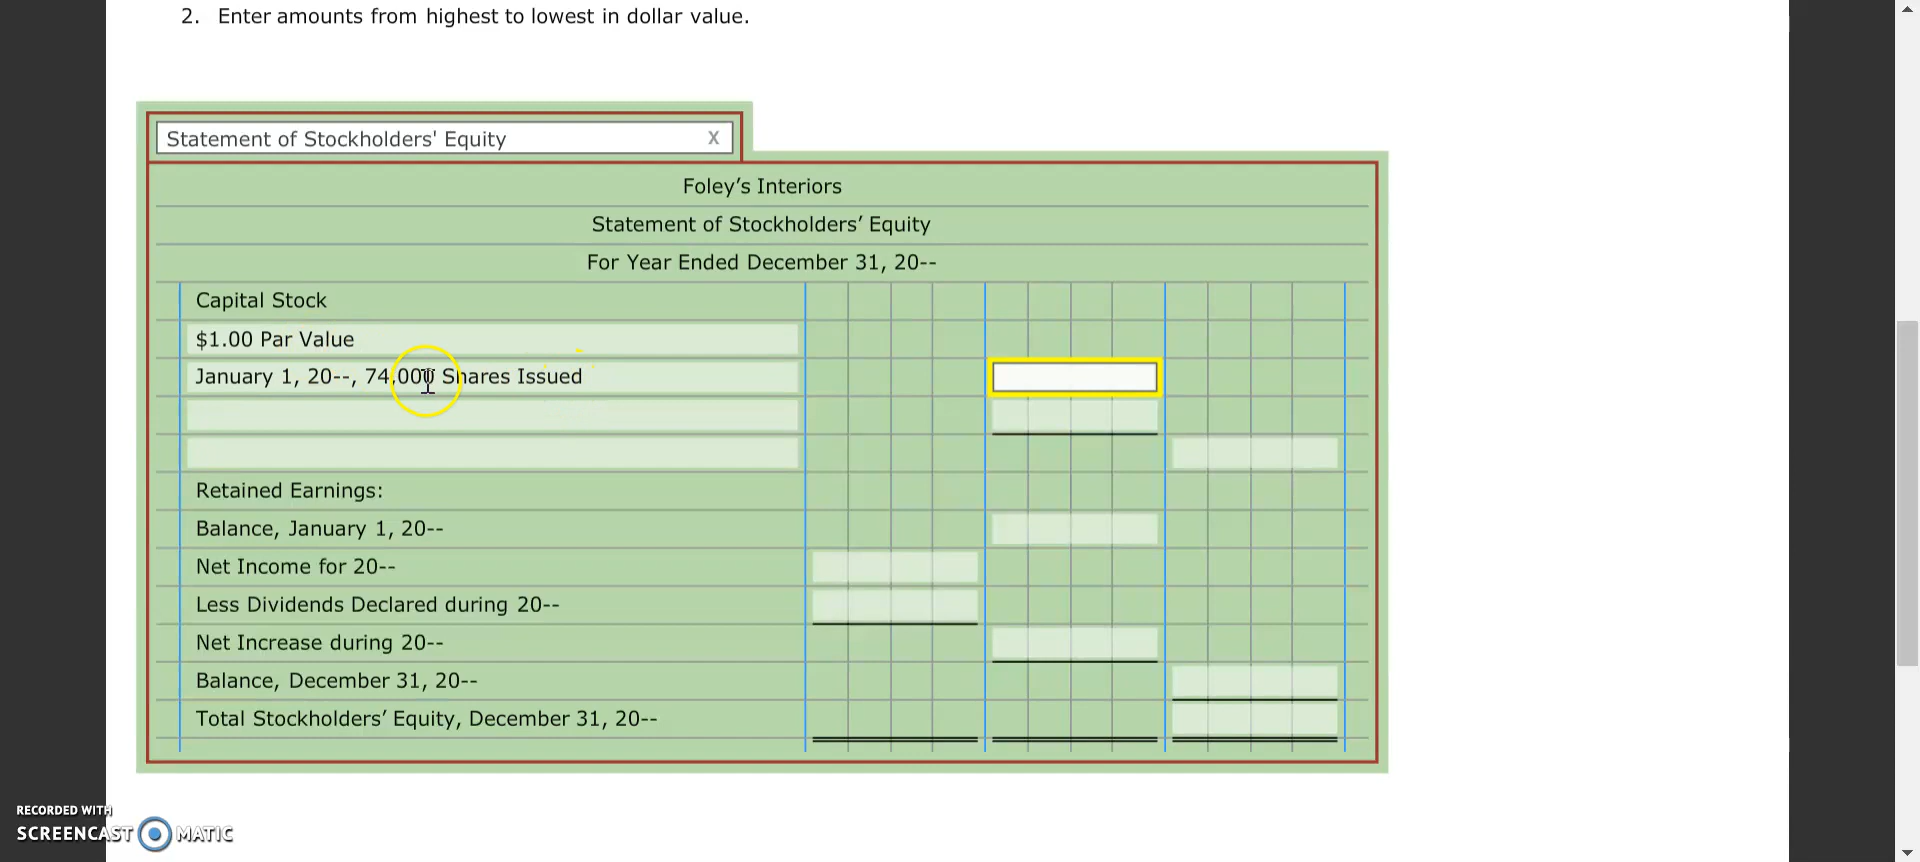 2. Enter amounts from highest to lowest in dollar value.
Statement of Stockholders' Equity X
Foley’s Interiors
Statement of Stockholders’ Equity
For Year Ended December 31, 20--
Capital Stock
$1.00 Par Value
January 1, 20--, 74,000 Shares Issued
Retained Earnings:
Balance, January 1, 20--
Net Income for 20--
Less Dividends Declared during 20--
Net Increase during 20--
Balance, December 31, 20--
Total Stockholders’ Equity, December 31, 20--
RECORDED WITH
SCREENCAST MATIC